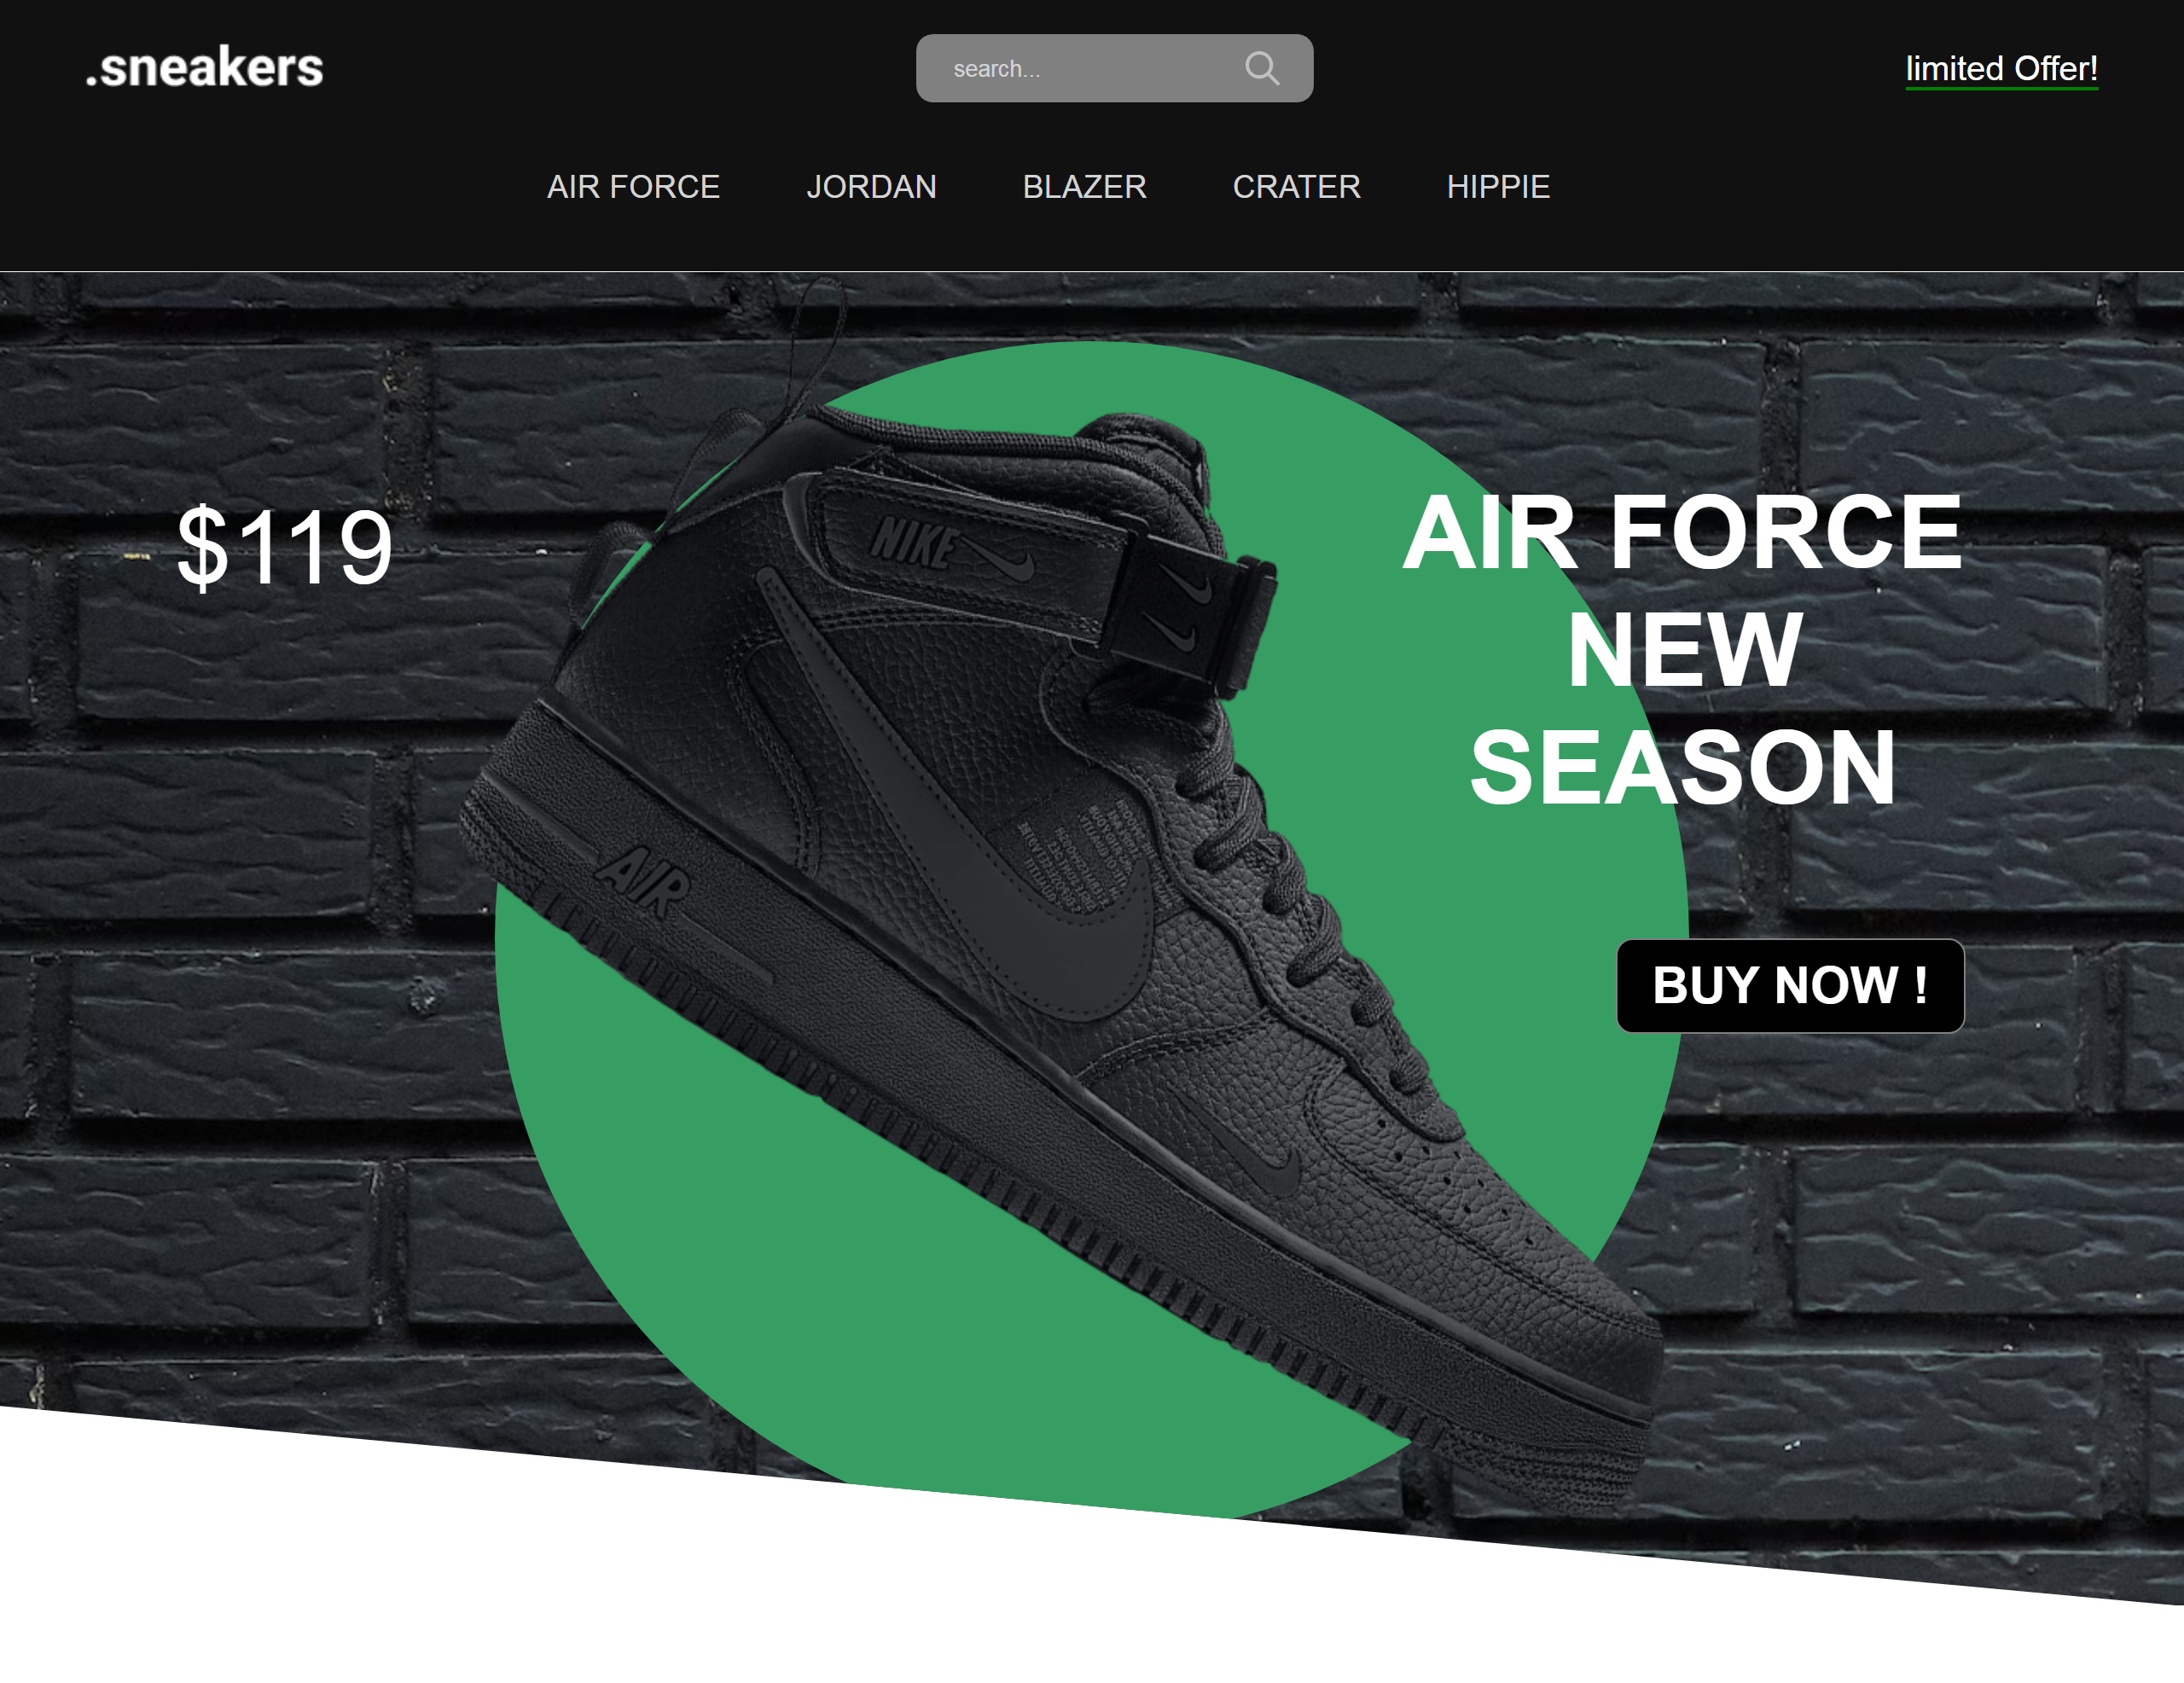 .sneakers
search...
limited Offer!
AIR FORCE
JORDAN
BLAZER
CRATER
HIPPIE
$119
AIR FORCE
NEW
SEASON
BUY NOW !
NIKE
AIR